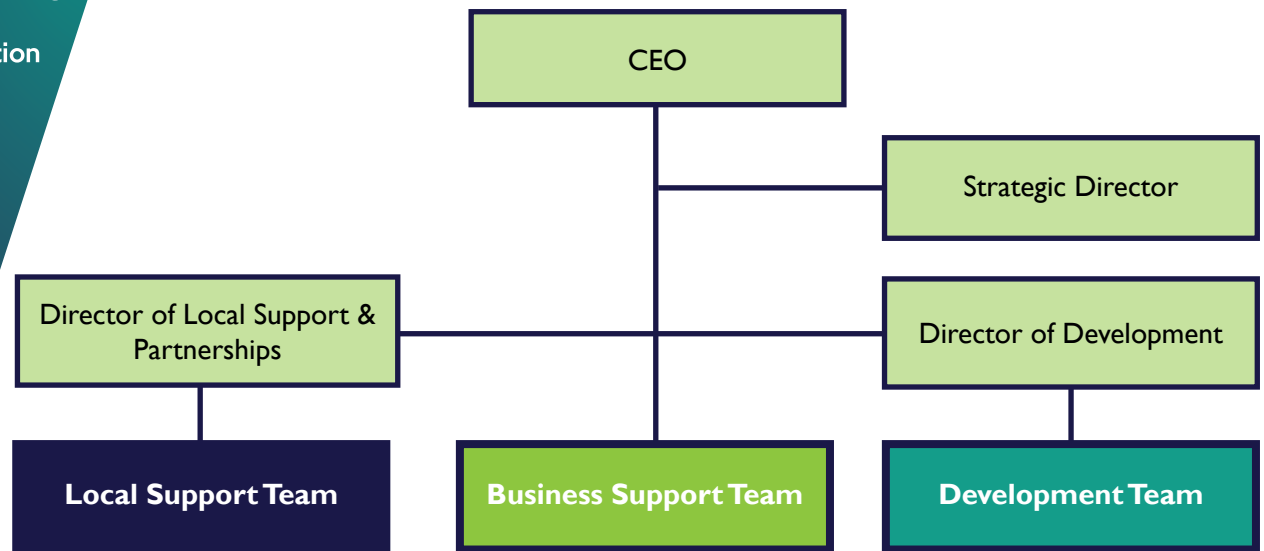 CEO
Strategic Director
Director of Local Support &
Partnerships
Director of Development
Local Support Team
Business Support Team
Development Team